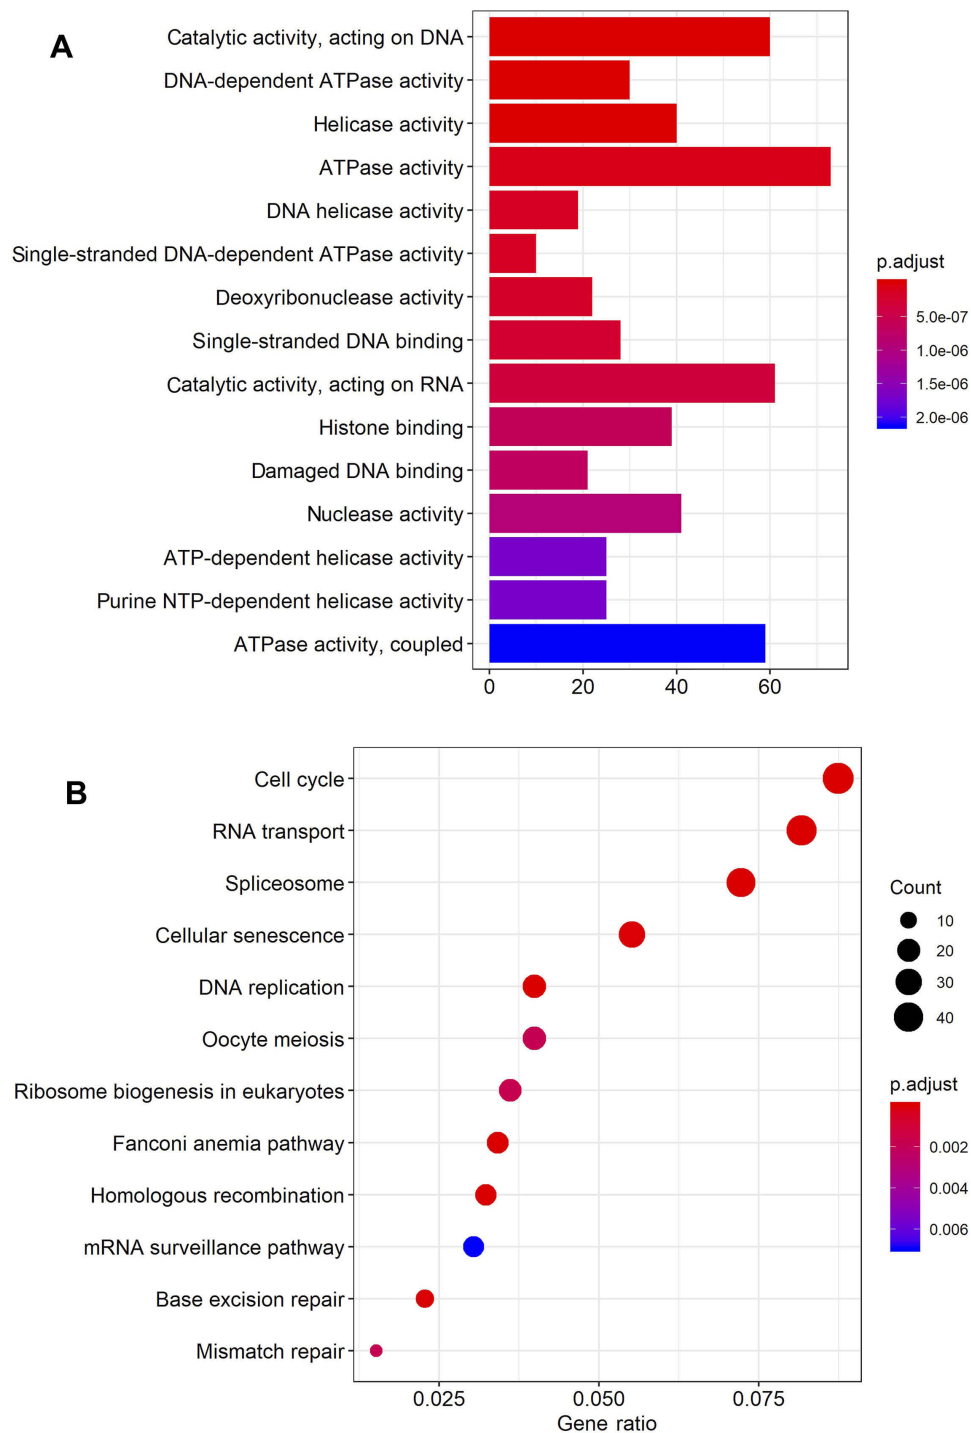 A
Catalytic activity, acting on DNA
DNA-dependent ATPase activity
Helicase activity
ATPase activity
DNA helicase activity
Single-stranded DNA-dependent ATPase activity
Deoxyribonuclease activity
Single-stranded DNA binding
Catalytic activity, acting on RNA
Histone binding
Damaged DNA binding
Nuclease activity
ATP-dependent helicase activity
Purine NTP-dependent helicase activity
ATPase activity, coupled
0 20 40 60
p.adjust
5.0e-07
1.0e-06
1.5e-06
2.0e-06
B
Cell cycle
RNA transport
Spliceosome
Cellular senescence
DNA replication
Oocyte meiosis
Ribosome biogenesis in eukaryotes
Fanconi anemia pathway
Homologous recombination
mRNA surveillance pathway
Base excision repair
Mismatch repair
0.025 0.050 0.075
Gene ratio
Count
10
20
30
40
p.adjust
0.002
0.004
0.006